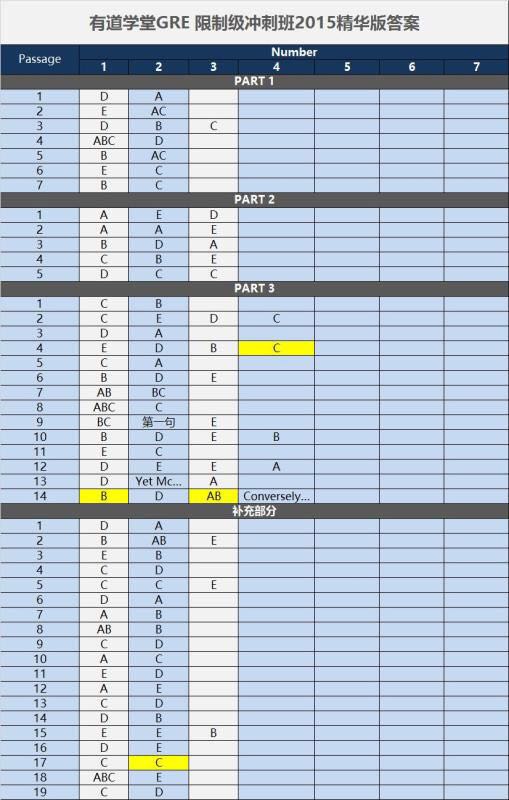 有道学堂GRE 限制级冲刺班2015精华版答案
Passage Number
1 2 3 4 5 6 7
PART 1
1 D A
2 E AC
3 D B C
4 ABC D
5 B AC
6 E C
7 B C
PART 2
1 A E D
2 A A E
3 B D A
4 C B E
5 D C C
PART 3
1 C B
2 C E D C
3 D A
4 E D B C
5 C A
6 B D E
7 AB BC
8 ABC C
9 BC 第一句 E
10 B D E B
11 E C
12 D E E A
13 D Yet Mc... A
14 B D AB Conversely...
补充部分
1 D A
2 B AB E
3 E B
4 C D
5 C C E
6 D A
7 A B
8 AB B
9 C D
10 A C
11 E D
12 A E
13 C D
14 D B
15 E E B
16 D E
17 C C
18 ABC E
19 C D